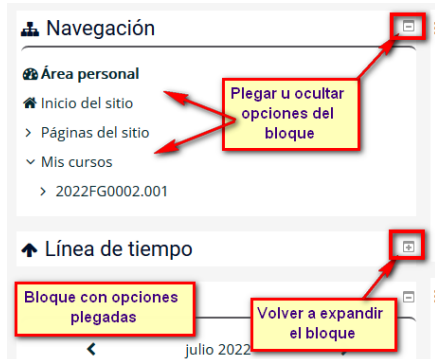 Navegación
Área personal
Inicio del sitio
Páginas del sitio
Mis cursos
2022FG0002.001
Plegar u ocultar
opciones del
bloque
Línea de tiempo
Bloque con opciones
plegadas
Volver a expandir
el bloque
julio 2022